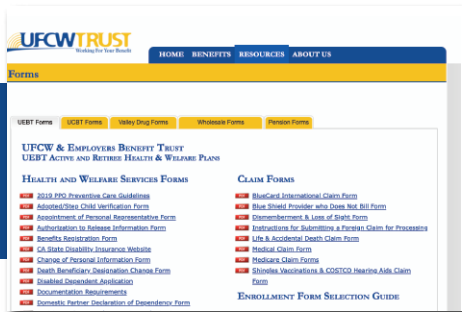 UFCWTRUST
Working For Your Benefit
HOME BENEFITS RESOURCES ABOUT US
Forms
UEBT Forms UCBT Forms Valley Drug Forms Wholesale Forms Pension Forms
UFCW & EMPLOYERS BENEFIT TRUST
UEBT ACTIVE AND RETIREE HEALTH & WELFARE PLANS
HEALTH AND WELFARE SERVICES FORMS
2019 PPO Preventive Care Guidelines
Adopted/Step Child Verification Form
Appointment of Personal Representative Form
Authorization to Release Information Form
Benefits Registration Form
CA State Disability Insurance Website
Change of Personal Information Form
Death Beneficiary Designation Change Form
Disabled Dependent Application
Documentation Requirements
Domestic Partner Declaration of Dependency Form
CLAIM FORMS
BlueCard International Claim Form
Blue Shield Provider who Does Not Bill Form
Dismemberment & Loss of Sight Form
Instructions for Submitting a Foreign Claim for Processing
Life & Accidental Death Claim Form
Medical Claim Form
Medicare Claim Forms
Shingles Vaccinations & COSTCO Hearing Aids Claim
Form
ENROLLMENT FORM SELECTION GUIDE